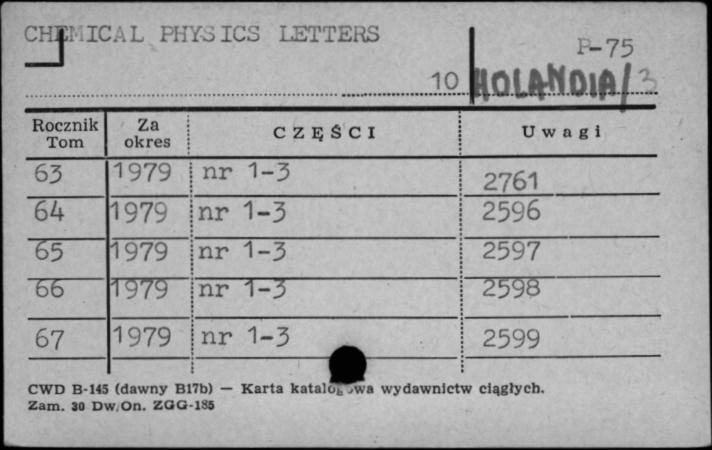 CHEMICAL PHYSICS LETTERS
P-75
10 HOLANDIA/3
Rocznik Tom Za okres CZĘŚCI Uwagi
63 1979 nr 1-3 2761
64 1979 nr 1-3 2596
65 1979 nr 1-3 2597
66 1979 nr 1-3 2598
67 1979 nr 1-3 2599
CWD B-145 (dawny B17b) — Karta katalogowa wydawnictw ciągłych.
Zam. 30 Dw/On. ZGG-185